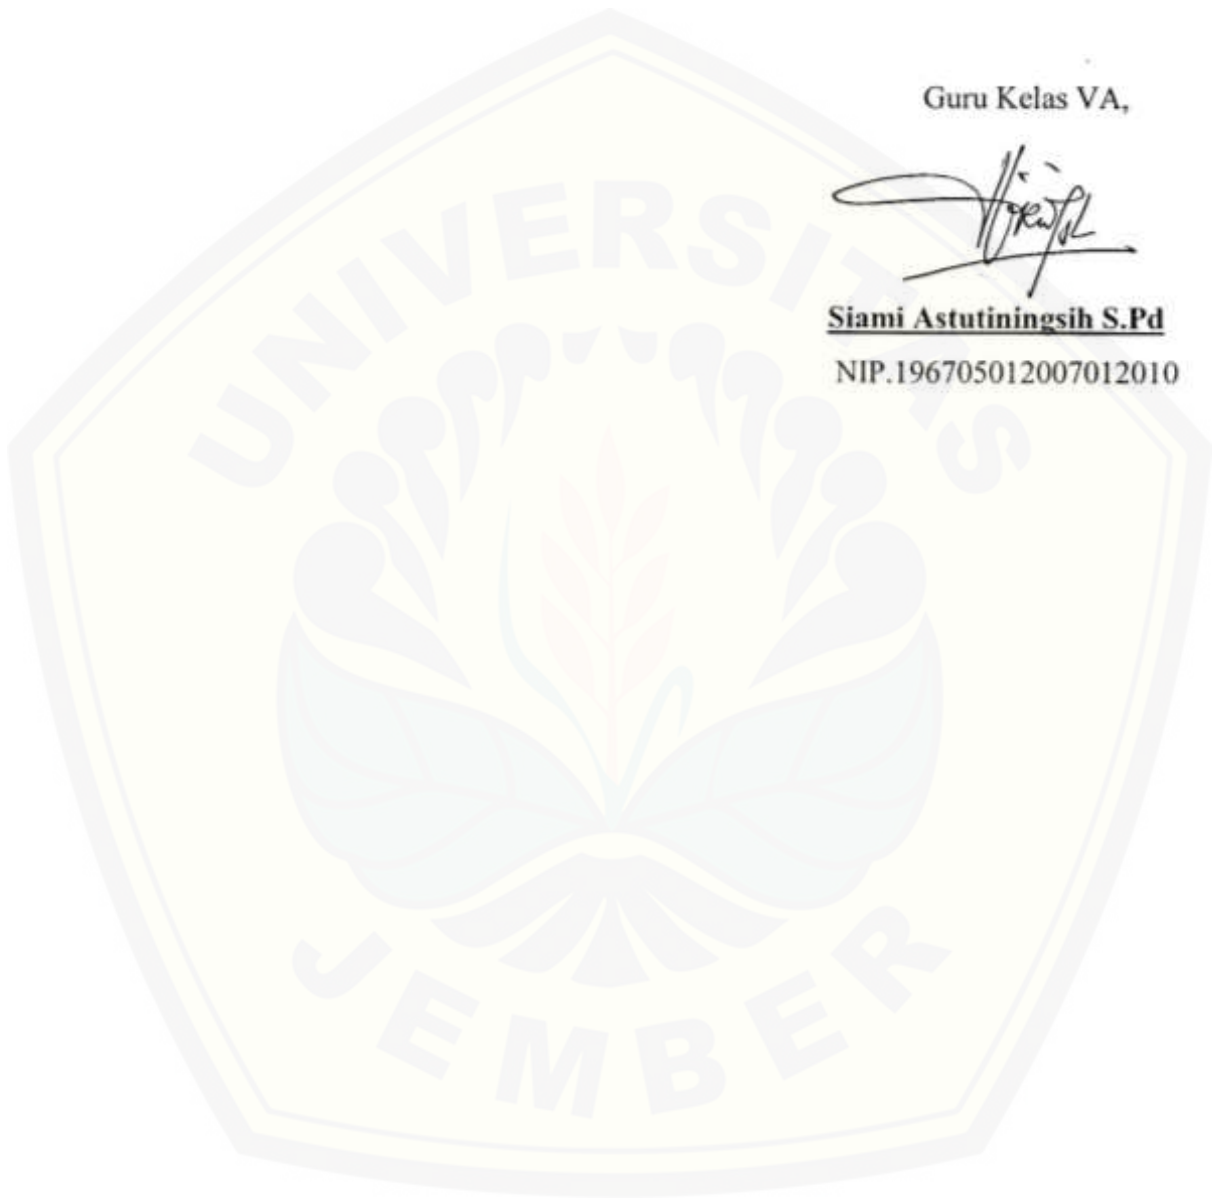 Guru Kelas VA,
Siami Astutiningsih S.Pd
NIP.196705012007012010
UNIVERSITAS
JEMBER